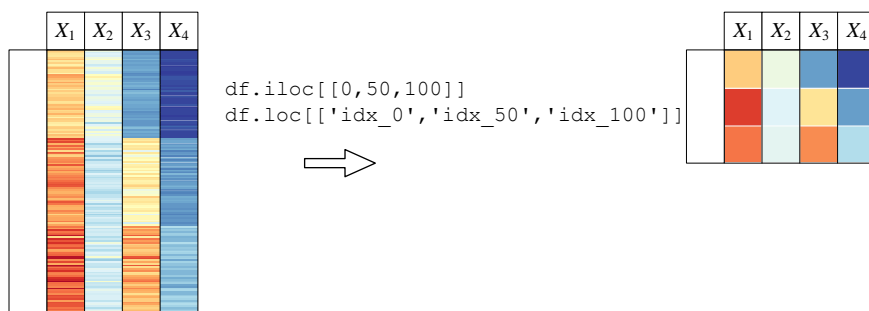 X1 X2 X3 X4
df.iloc[[0,50,100]]
df.loc[['idx_0','idx_50','idx_100']]
X1 X2 X3 X4